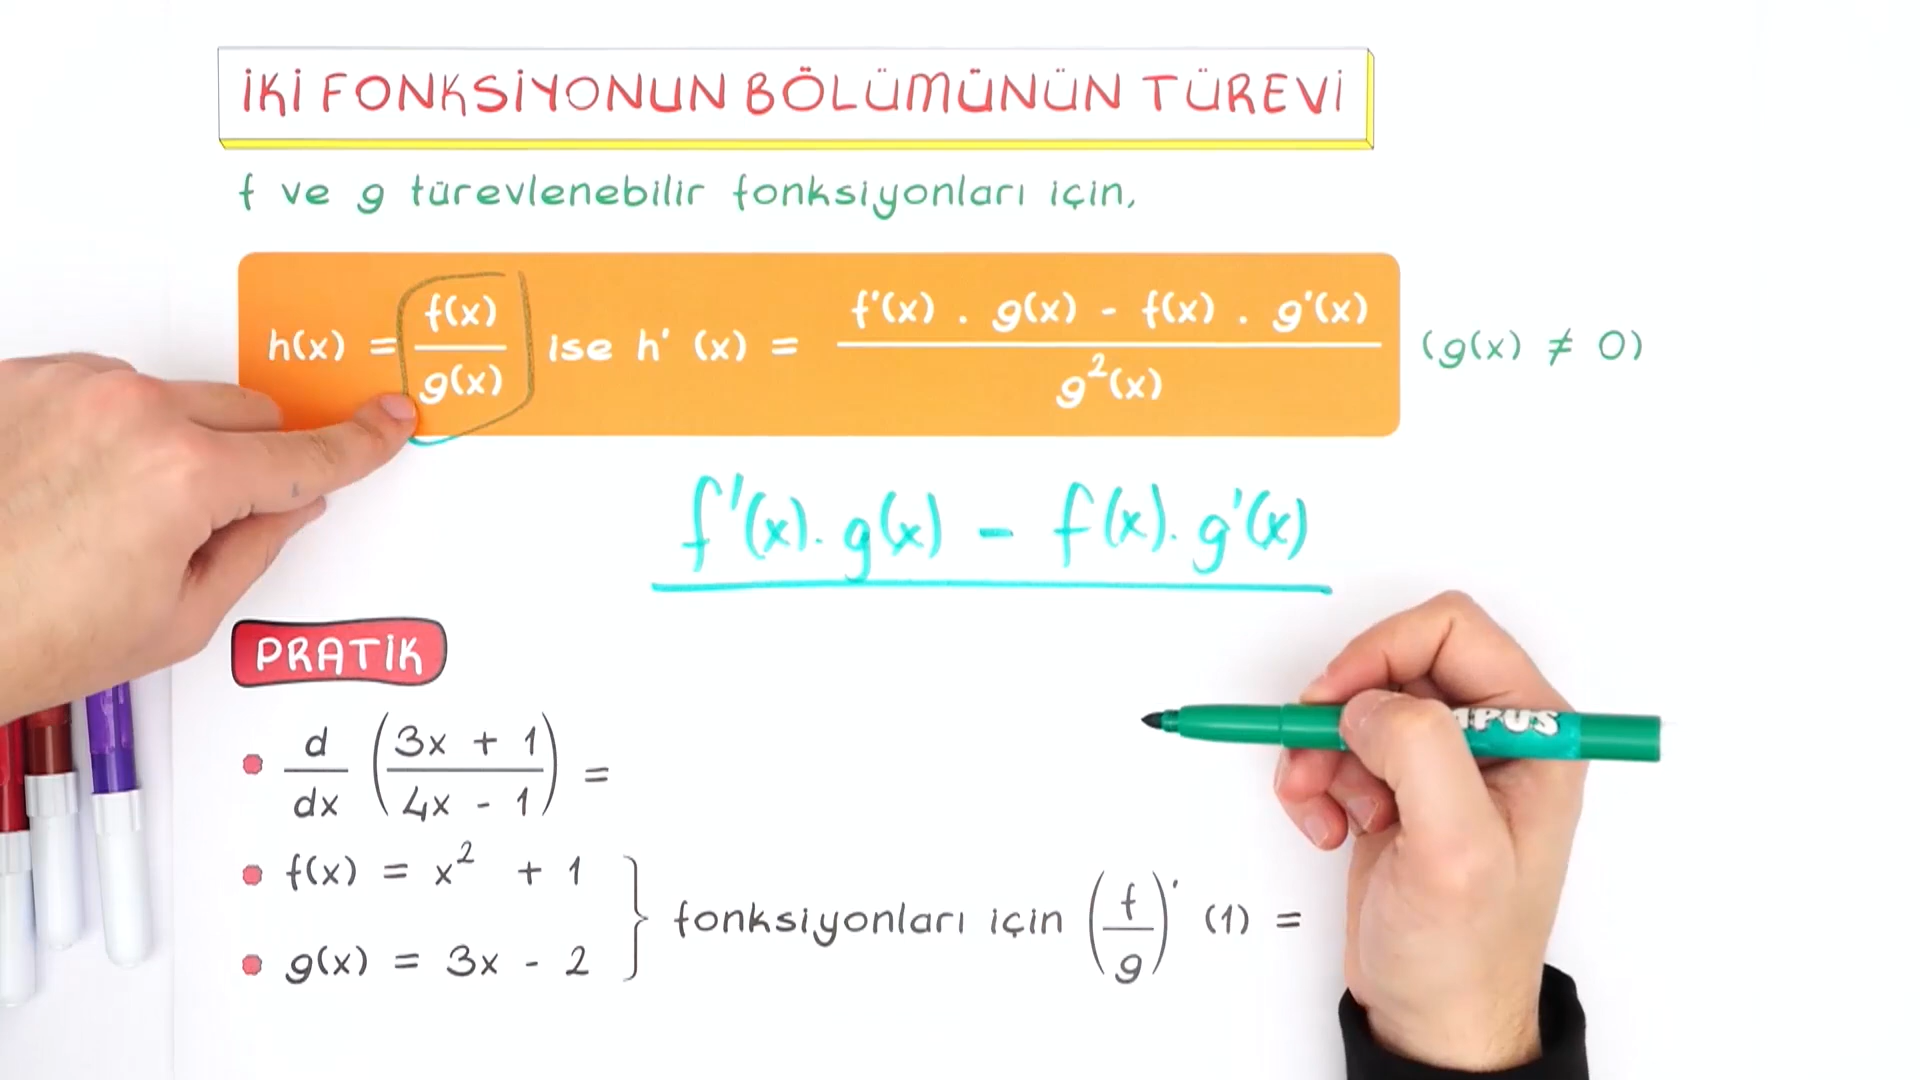 İKİ FONKSİYONUN BÖLÜMÜNÜN TÜREVİ
f ve g türevlenebilir fonksiyonları için,
h(x) = f(x)/g(x) ise h' (x) = (f'(x) . g(x) - f(x) . g'(x))/g²(x) (g(x) ≠ 0)
f'(x). g(x) - f(x). g'(x)
PRATİK
• d/dx ((3x + 1)/(4x - 1)) =
• f(x) = x² + 1
• g(x) = 3x - 2
} fonksiyonları için (f/g)' (1) =